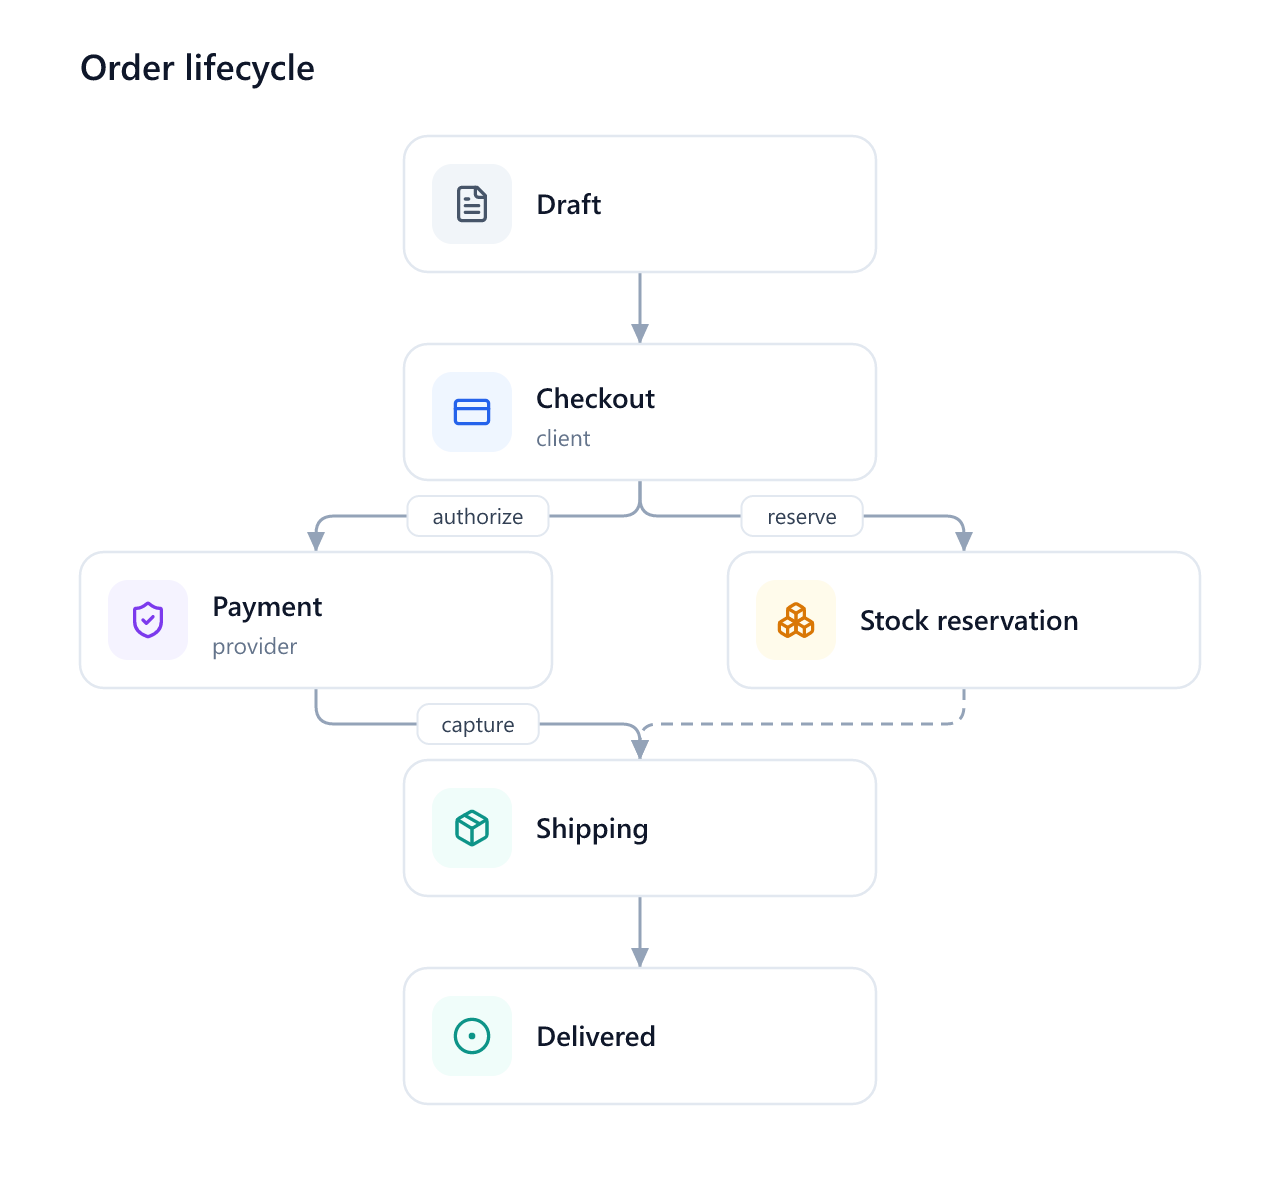 Order lifecycle
Draft
Checkout
client
authorize
reserve
Payment
provider
Stock reservation
capture
Shipping
Delivered